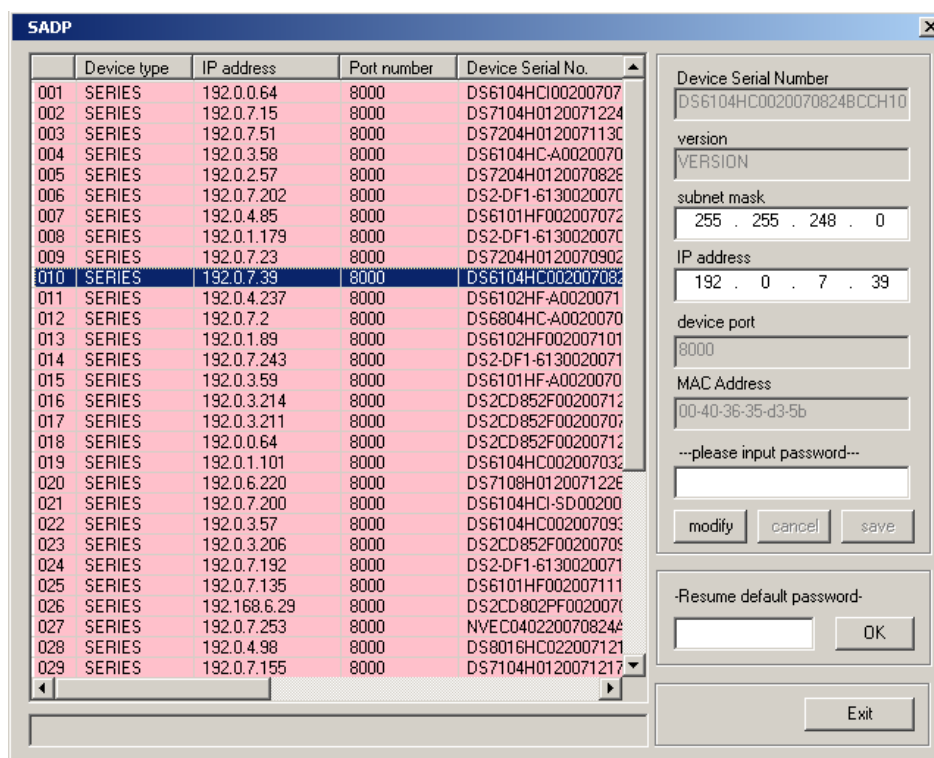 SADP
Device type IP address Port number Device Serial No.
001 SERIES 192.0.0.64 8000 DS6104HCI00200707
002 SERIES 192.0.7.15 8000 DS7104H0120071224
003 SERIES 192.0.7.51 8000 DS7204H012007113C
004 SERIES 192.0.3.58 8000 DS6104HC-A0020070
005 SERIES 192.0.2.57 8000 DS7204H0120070828
006 SERIES 192.0.7.202 8000 DS2-DF1-613002007C
007 SERIES 192.0.4.85 8000 DS6101HF002007072
008 SERIES 192.0.1.179 8000 DS2-DF1-613002007C
009 SERIES 192.0.7.23 8000 DS7204H0120070902
010 SERIES 192.0.7.39 8000 DS6104HC002007082
011 SERIES 192.0.4.237 8000 DS6102HF-A0020071
012 SERIES 192.0.7.2 8000 DS6804HC-A0020070
013 SERIES 192.0.1.89 8000 DS6102HF002007101
014 SERIES 192.0.7.243 8000 DS2-DF1-6130020071
015 SERIES 192.0.3.59 8000 DS6101HF-A0020070
016 SERIES 192.0.3.214 8000 DS2CD852F00200712
017 SERIES 192.0.3.211 8000 DS2CD852F00200707
018 SERIES 192.0.0.64 8000 DS2CD852F00200712
019 SERIES 192.0.1.101 8000 DS6104HC002007032
020 SERIES 192.0.6.220 8000 DS7108H0120071226
021 SERIES 192.0.7.200 8000 DS6104HCI-SD00200
022 SERIES 192.0.3.57 8000 DS6104HC002007093
023 SERIES 192.0.3.206 8000 DS2CD852F00200709
024 SERIES 192.0.7.192 8000 DS2-DF1-6130020071
025 SERIES 192.0.7.135 8000 DS6101HF002007111
026 SERIES 192.168.6.29 8000 DS2CD802PF0020070
027 SERIES 192.0.7.253 8000 NVEC040220070824A
028 SERIES 192.0.4.98 8000 DS8016HC022007121
029 SERIES 192.0.7.155 8000 DS7104H0120071217
Device Serial Number
DS6104HC0020070824BCCH10
version
VERSION
subnet mask
255 . 255 . 248 . 0
IP address
192 . 0 . 7 . 39
device port
8000
MAC Address
00-40-36-35-d3-5b
---please input password---
modify cancel save
-Resume default password-
OK
Exit